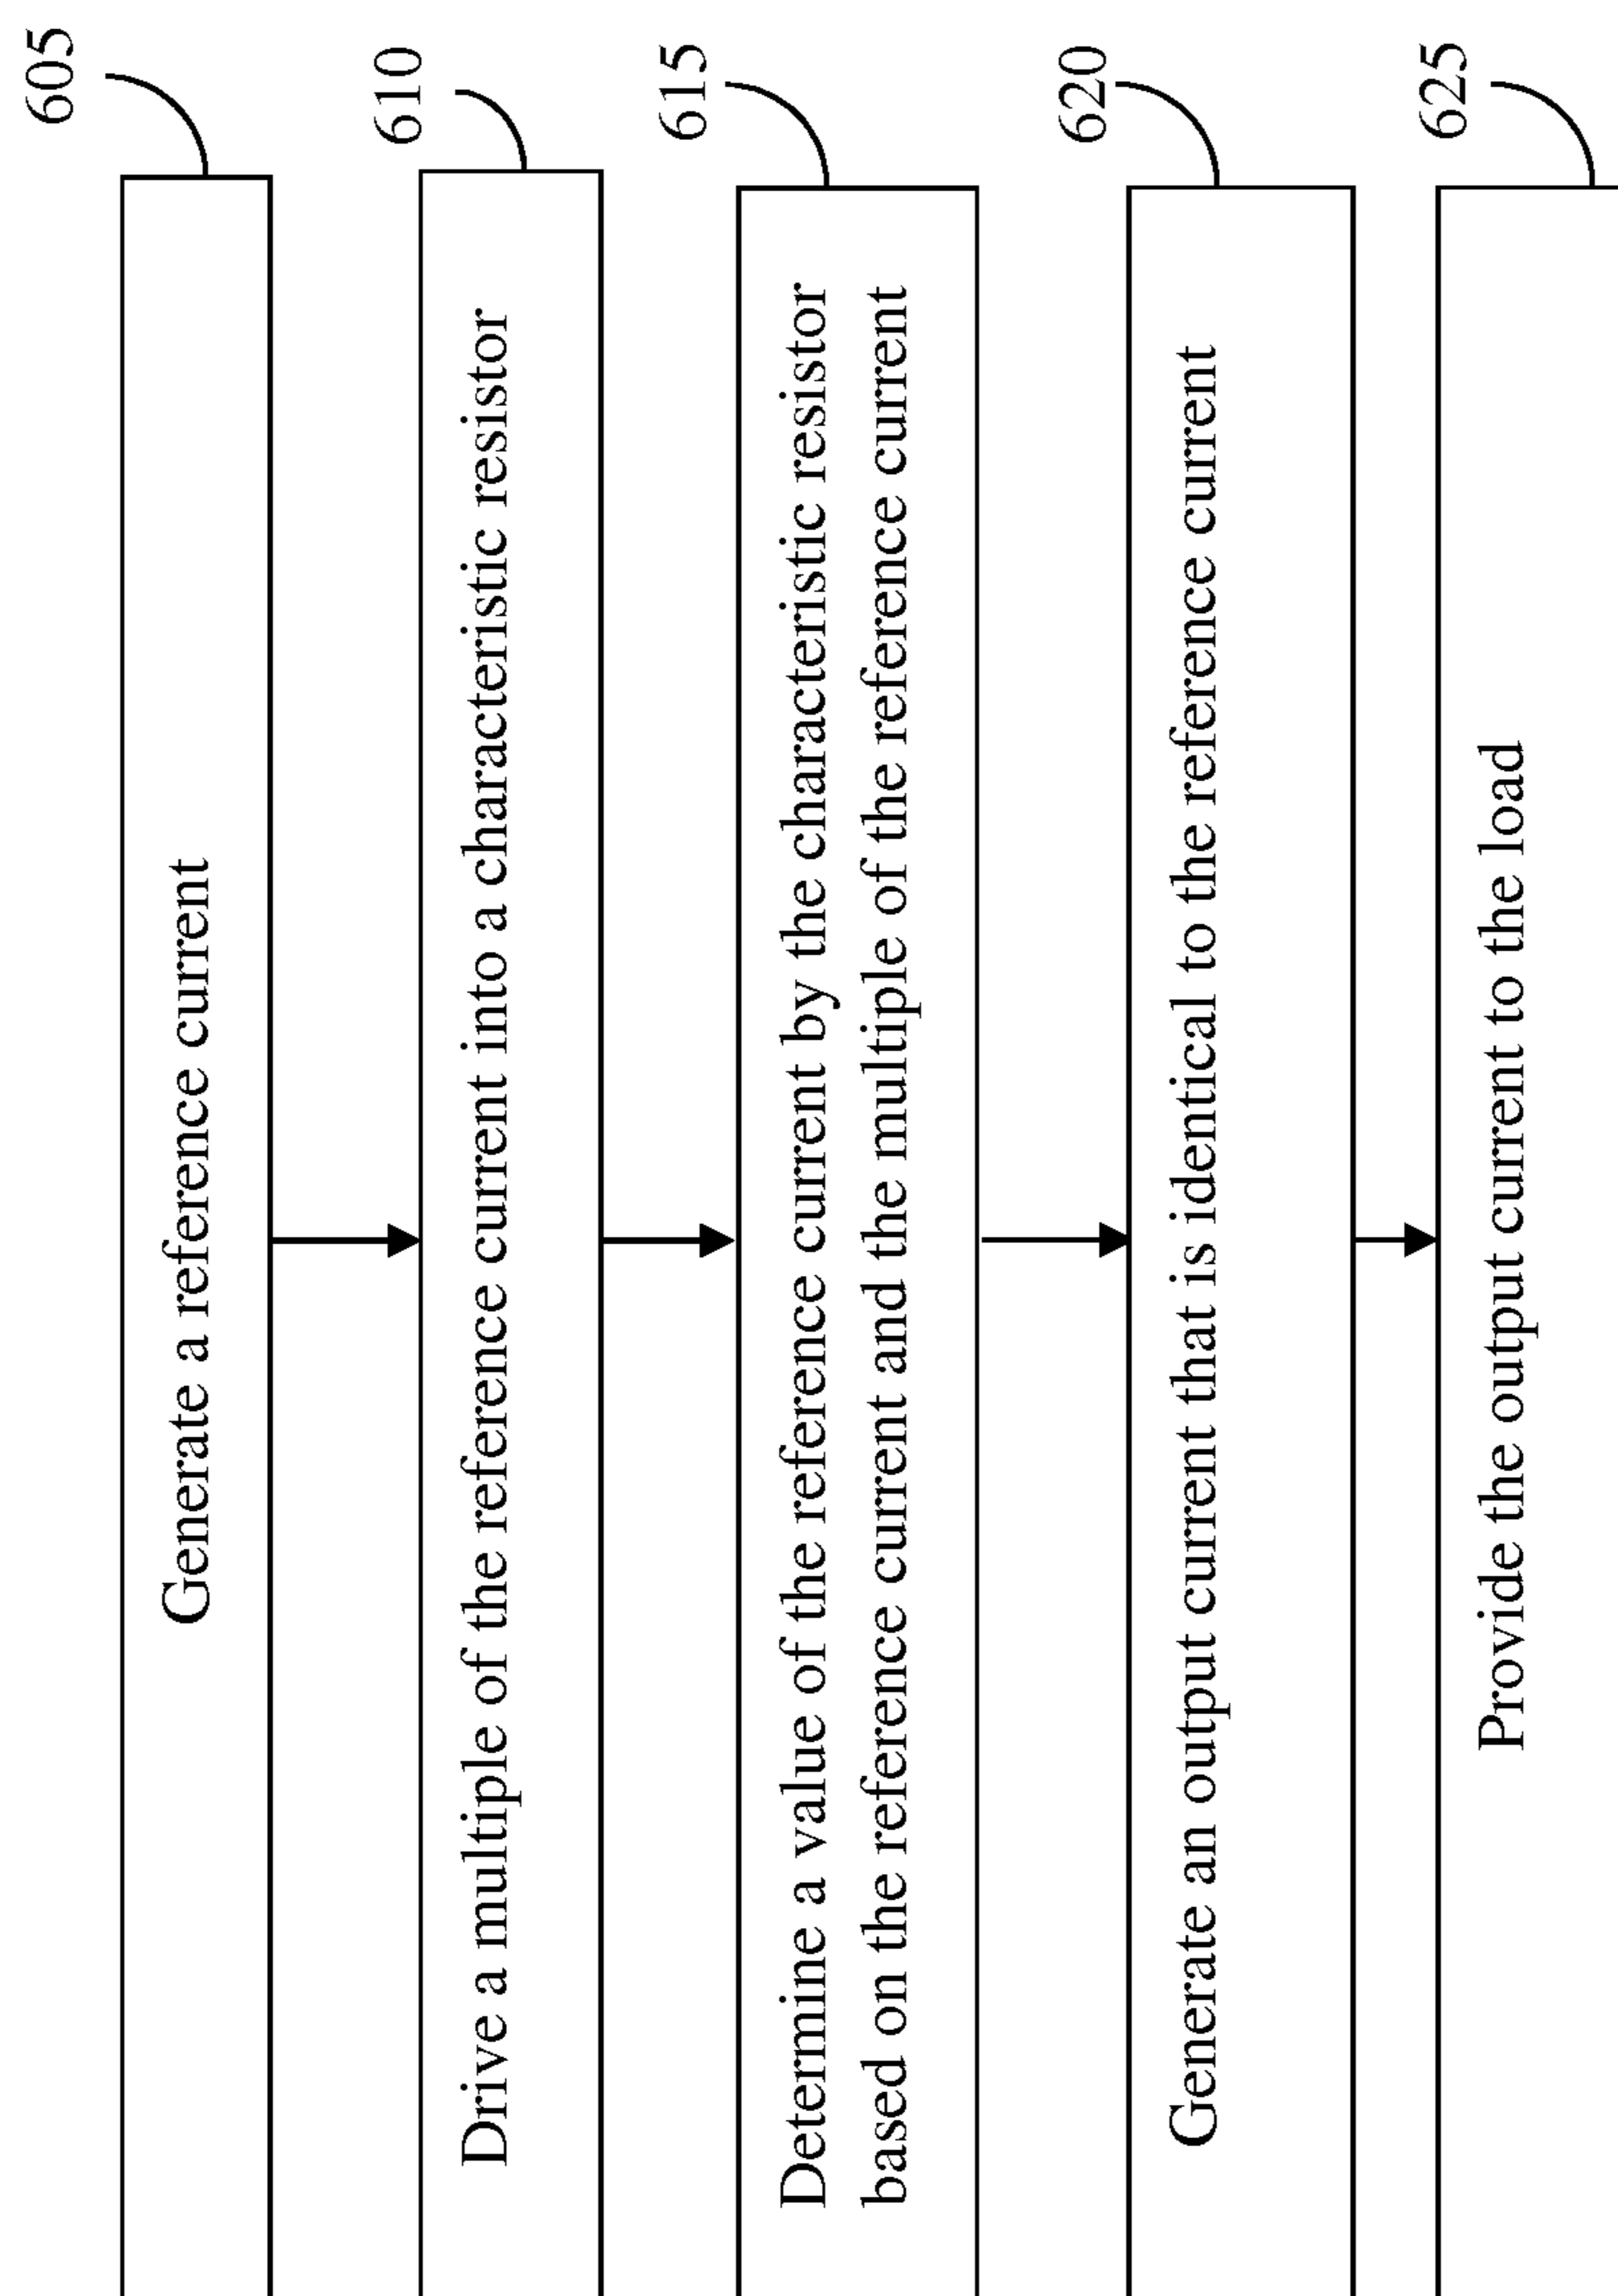 605
Generate a reference current
610
Drive a multiple of the reference current into a characteristic resistor
615
Determine a value of the reference current by the characteristic resistor
based on the reference current and the multiple of the reference current
620
Generate an output current that is identical to the reference current
625
Provide the output current to the load